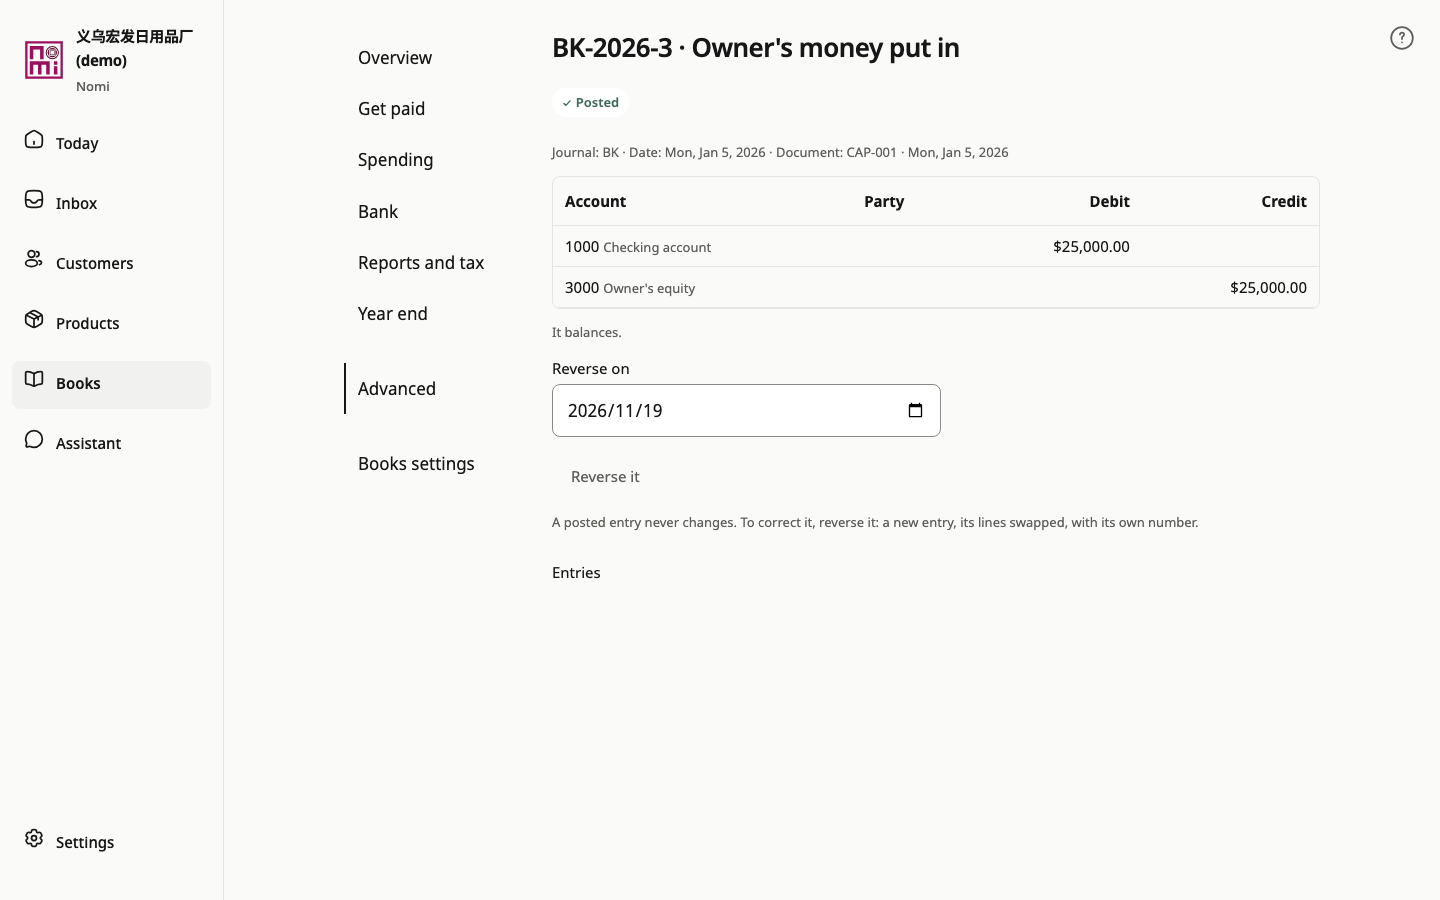 义乌宏发日用品厂
(demo)
Nomi
Today
Inbox
Customers
Products
Books
Assistant
Settings
Overview
Get paid
Spending
Bank
Reports and tax
Year end
Advanced
Books settings
BK-2026-3 · Owner's money put in
✓ Posted
Journal: BK · Date: Mon, Jan 5, 2026 · Document: CAP-001 · Mon, Jan 5, 2026
Account Party Debit Credit
1000 Checking account $25,000.00
3000 Owner's equity $25,000.00
It balances.
Reverse on
2026/11/19
Reverse it
A posted entry never changes. To correct it, reverse it: a new entry, its lines swapped, with its own number.
Entries
?